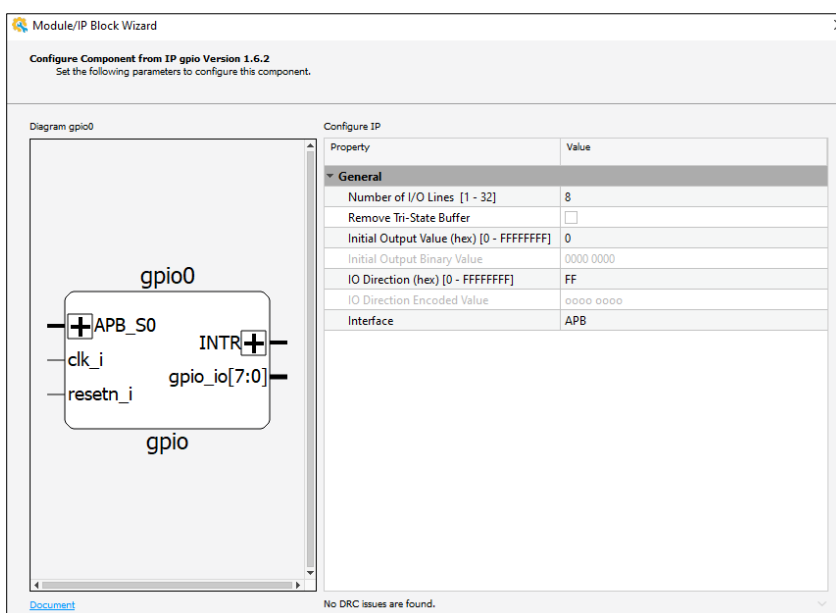 Module/IP Block Wizard
Configure Component from IP gpio Version 1.6.2
Set the following parameters to configure this component.
Diagram gpio0
Configure IP
Property Value
General
Number of I/O Lines [1 - 32] 8
Remove Tri-State Buffer
Initial Output Value (hex) [0 - FFFFFFFF] 0
Initial Output Binary Value 0000 0000
IO Direction (hex) [0 - FFFFFFFF] FF
IO Direction Encoded Value oooo oooo
Interface APB
gpio0
APB_S0
INTR
clk_i
gpio_io[7:0]
resetn_i
gpio
Document
No DRC issues are found.